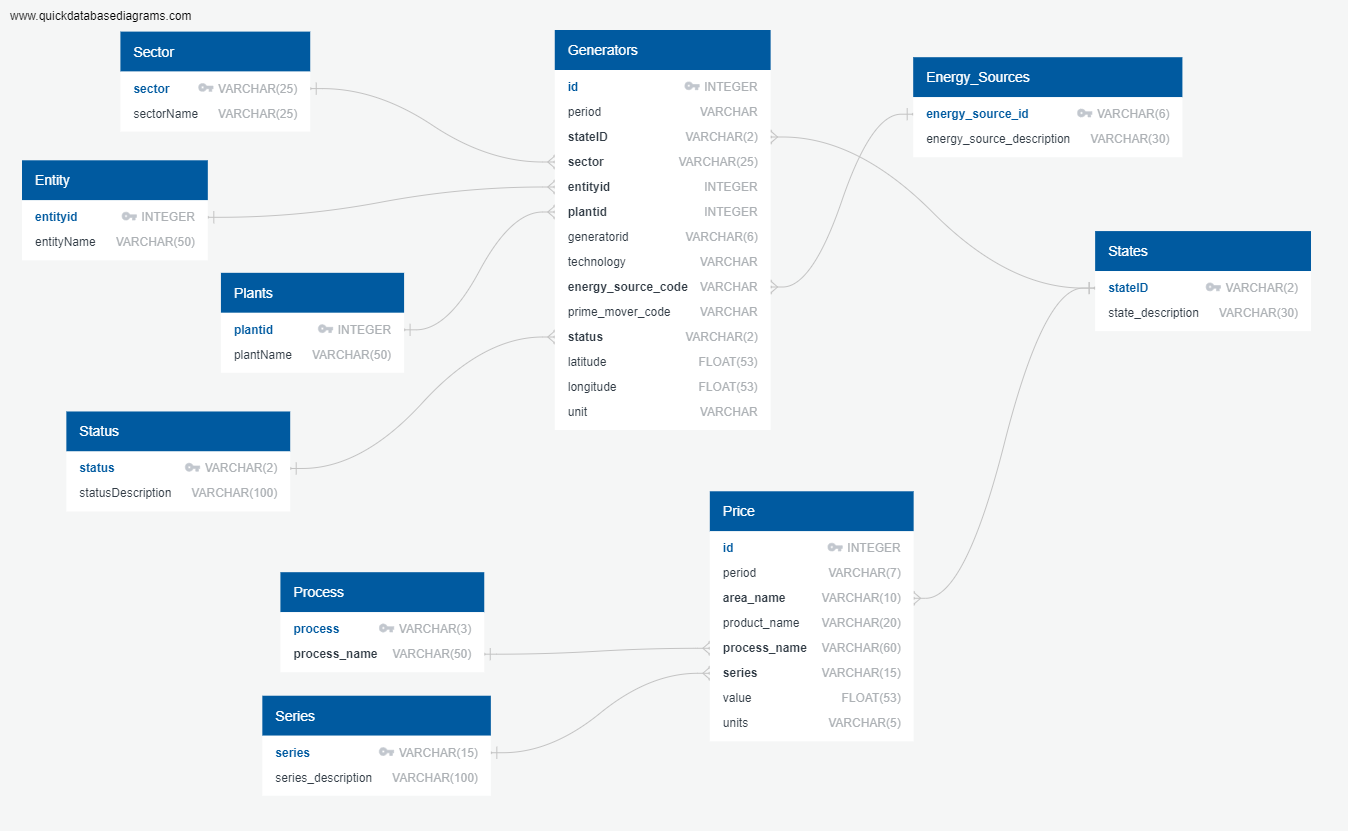 www.quickdatabasediagrams.com
Sector
sector VARCHAR(25)
sectorName VARCHAR(25)
Entity
entityid INTEGER
entityName VARCHAR(50)
Plants
plantid INTEGER
plantName VARCHAR(50)
Status
status VARCHAR(2)
statusDescription VARCHAR(100)
Generators
id INTEGER
period VARCHAR
stateID VARCHAR(2)
sector VARCHAR(25)
entityid INTEGER
plantid INTEGER
generatorid VARCHAR(6)
technology VARCHAR
energy_source_code VARCHAR
prime_mover_code VARCHAR
status VARCHAR(2)
latitude FLOAT(53)
longitude FLOAT(53)
unit VARCHAR
Energy_Sources
energy_source_id VARCHAR(6)
energy_source_description VARCHAR(30)
States
stateID VARCHAR(2)
state_description VARCHAR(30)
Process
process VARCHAR(3)
process_name VARCHAR(50)
Series
series VARCHAR(15)
series_description VARCHAR(100)
Price
id INTEGER
period VARCHAR(7)
area_name VARCHAR(10)
product_name VARCHAR(20)
process_name VARCHAR(60)
series VARCHAR(15)
value FLOAT(53)
units VARCHAR(5)